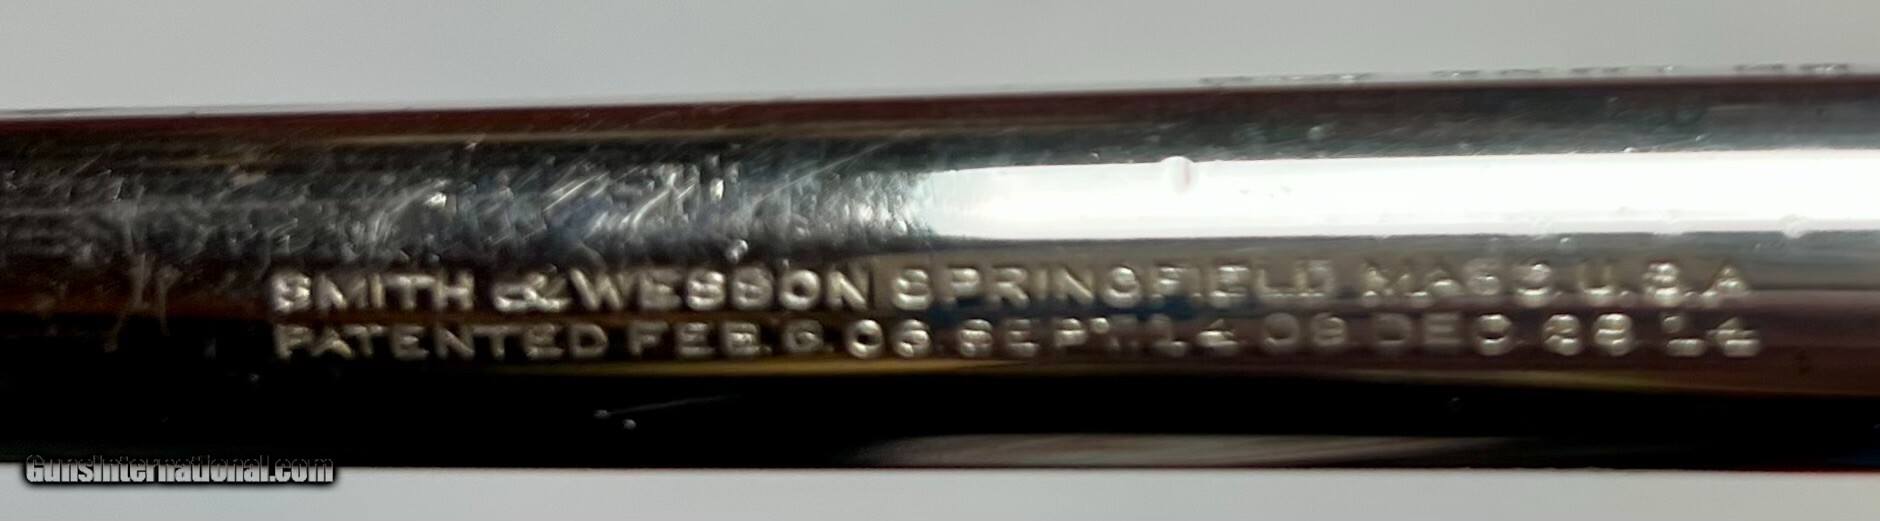 SMITH & WESSON SPRINGFIELD MASS. U.S.A
PATENTED FEB. 6. 06. SEPT. 14 09 DEC. 29. 14
GunsInternational.com